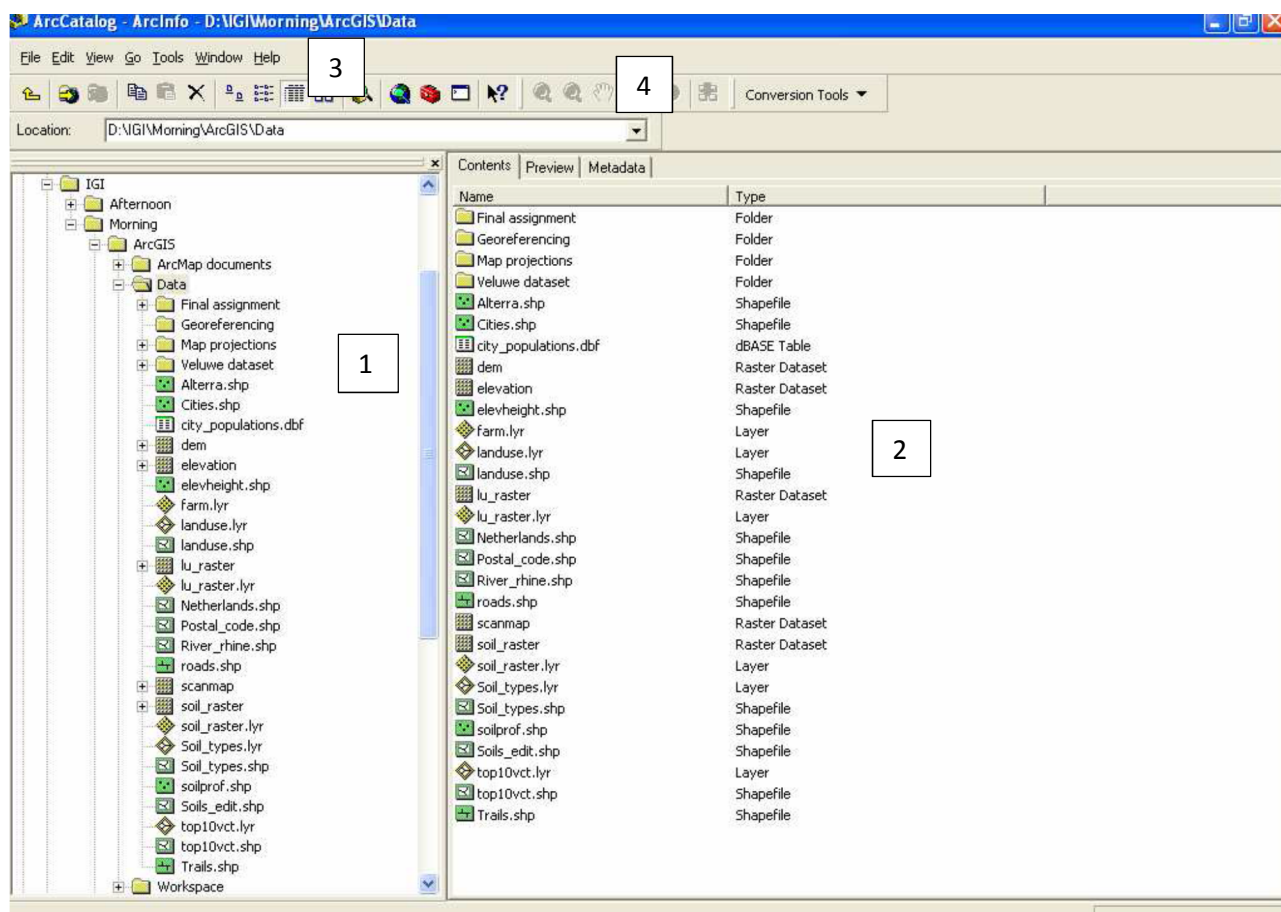 ArcCatalog - ArcInfo - D:\IGI\Morning\ArcGIS\Data
File Edit View Go Tools Window Help
3
4
Conversion Tools
Location: D:\IGI\Morning\ArcGIS\Data
IGI
Afternoon
Morning
ArcGIS
ArcMap documents
Data
Final assignment
Georeferencing
Map projections
Veluwe dataset
Alterra.shp
Cities.shp
city_populations.dbf
dem
elevation
elevheight.shp
farm.lyr
landuse.lyr
landuse.shp
lu_raster
lu_raster.lyr
Netherlands.shp
Postal_code.shp
River_rhine.shp
roads.shp
scanmap
soil_raster
soil_raster.lyr
Soil_types.lyr
Soil_types.shp
soilprof.shp
Soils_edit.shp
top10vct.lyr
top10vct.shp
Trails.shp
Workspace
1
Contents Preview Metadata
Name Type
Final assignment Folder
Georeferencing Folder
Map projections Folder
Veluwe dataset Folder
Alterra.shp Shapefile
Cities.shp Shapefile
city_populations.dbf dBASE Table
dem Raster Dataset
elevation Raster Dataset
elevheight.shp Shapefile
farm.lyr Layer
landuse.lyr Layer
landuse.shp Shapefile
lu_raster Raster Dataset
lu_raster.lyr Layer
Netherlands.shp Shapefile
Postal_code.shp Shapefile
River_rhine.shp Shapefile
roads.shp Shapefile
scanmap Raster Dataset
soil_raster Raster Dataset
soil_raster.lyr Layer
Soil_types.lyr Layer
Soil_types.shp Shapefile
soilprof.shp Shapefile
Soils_edit.shp Shapefile
top10vct.lyr Layer
top10vct.shp Shapefile
Trails.shp Shapefile
2